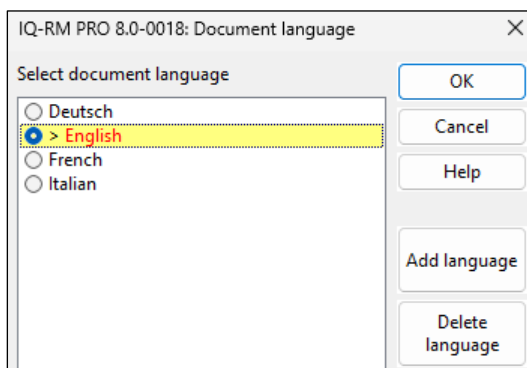 IQ-RM PRO 8.0-0018: Document language
Select document language
Deutsch
> English
French
Italian
OK
Cancel
Help
Add language
Delete
language